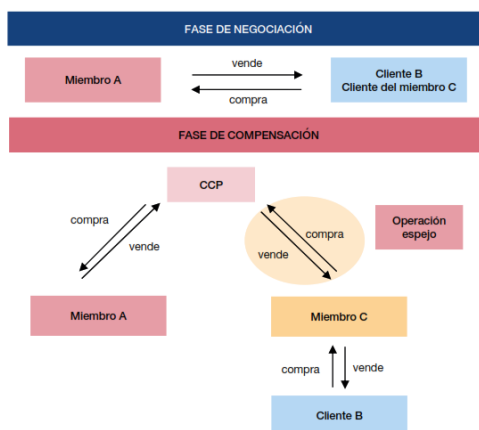 FASE DE NEGOCIACIÓN
Miembro A
vende
compra
Cliente B
Cliente del miembro C
FASE DE COMPENSACIÓN
CCP
compra
vende
compra
vende
Operación
espejo
Miembro A
Miembro C
compra
vende
Cliente B